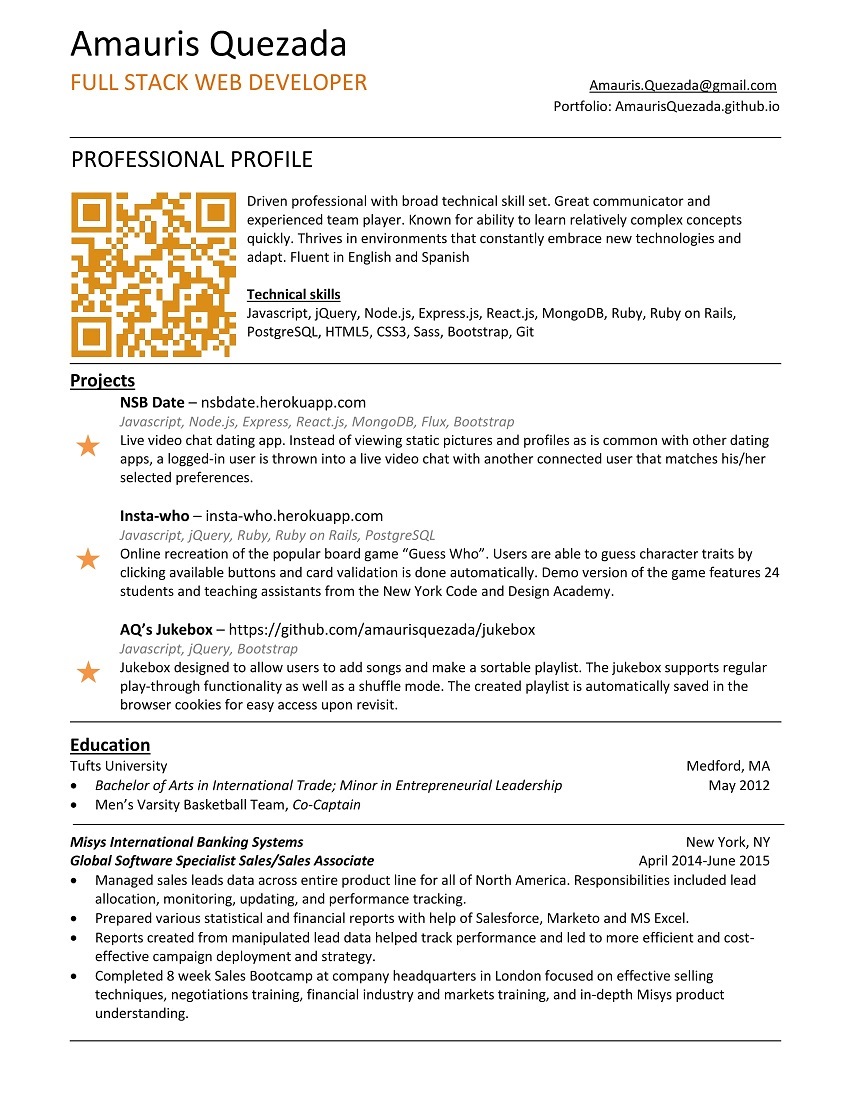 Amauris Quezada
FULL STACK WEB DEVELOPER
Amauris.Quezada@gmail.com
Portfolio: AmaurisQuezada.github.io
PROFESSIONAL PROFILE
Driven professional with broad technical skill set. Great communicator and
experienced team player. Known for ability to learn relatively complex concepts
quickly. Thrives in environments that constantly embrace new technologies and
adapt. Fluent in English and Spanish
Technical skills
Javascript, jQuery, Node.js, Express.js, React.js, MongoDB, Ruby, Ruby on Rails,
PostgreSQL, HTML5, CSS3, Sass, Bootstrap, Git
Projects
NSB Date – nsbdate.herokuapp.com
Javascript, Node.js, Express, React.js, MongoDB, Flux, Bootstrap
Live video chat dating app. Instead of viewing static pictures and profiles as is common with other dating
apps, a logged-in user is thrown into a live video chat with another connected user that matches his/her
selected preferences.
Insta-who – insta-who.herokuapp.com
Javascript, jQuery, Ruby, Ruby on Rails, PostgreSQL
Online recreation of the popular board game “Guess Who”. Users are able to guess character traits by
clicking available buttons and card validation is done automatically. Demo version of the game features 24
students and teaching assistants from the New York Code and Design Academy.
AQ’s Jukebox – https://github.com/amaurisquezada/jukebox
Javascript, jQuery, Bootstrap
Jukebox designed to allow users to add songs and make a sortable playlist. The jukebox supports regular
play-through functionality as well as a shuffle mode. The created playlist is automatically saved in the
browser cookies for easy access upon revisit.
Education
Tufts University Medford, MA
• Bachelor of Arts in International Trade; Minor in Entrepreneurial Leadership May 2012
• Men’s Varsity Basketball Team, Co-Captain
Misys International Banking Systems New York, NY
Global Software Specialist Sales/Sales Associate April 2014-June 2015
• Managed sales leads data across entire product line for all of North America. Responsibilities included lead
allocation, monitoring, updating, and performance tracking.
• Prepared various statistical and financial reports with help of Salesforce, Marketo and MS Excel.
• Reports created from manipulated lead data helped track performance and led to more efficient and cost-
effective campaign deployment and strategy.
• Completed 8 week Sales Bootcamp at company headquarters in London focused on effective selling
techniques, negotiations training, financial industry and markets training, and in-depth Misys product
understanding.